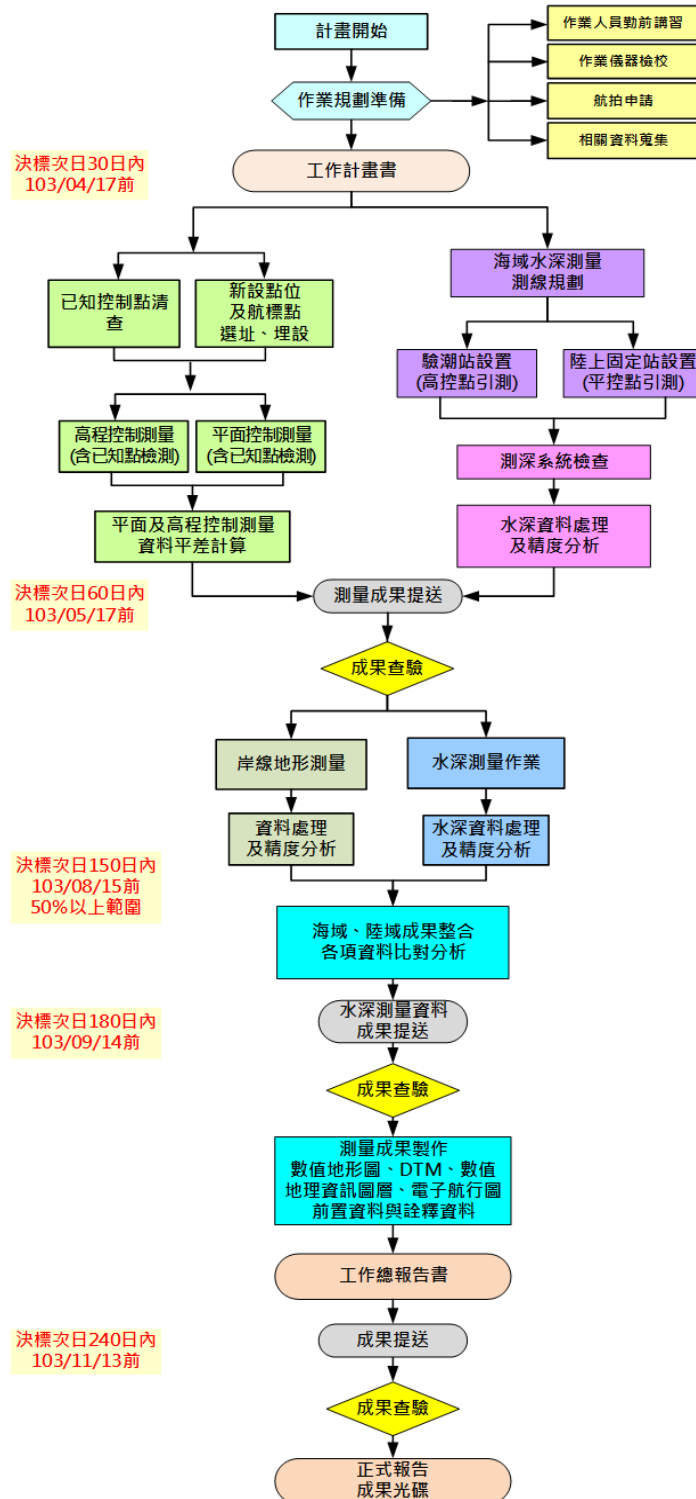 計畫開始
作業人員勤前講習
作業儀器檢校
作業規劃準備
航拍申請
相關資料蒐集
決標次日30日內
103/04/17前
工作計畫書
已知控制點清
查
新設點位
及航標點
選址、埋設
海域水深測量
測線規劃
驗潮站設置
(高控點引測)
陸上固定站設置
(平控點引測)
高程控制測量
(含已知點檢測)
平面控制測量
(含已知點檢測)
測深系統檢查
平面及高程控制測量
資料平差計算
水深資料處理
及精度分析
決標次日60日內
103/05/17前
測量成果提送
成果查驗
岸線地形測量
水深測量作業
資料處理
及精度分析
水深資料處理
及精度分析
決標次日150日內
103/08/15前
50%以上範圍
海域、陸域成果整合
各項資料比對分析
決標次日180日內
103/09/14前
水深測量資料
成果提送
成果查驗
測量成果製作
數值地形圖、DTM、數值
地理資訊圖層、電子航行圖
前置資料與詮釋資料
工作總報告書
決標次日240日內
103/11/13前
成果提送
成果查驗
正式報告
成果光碟